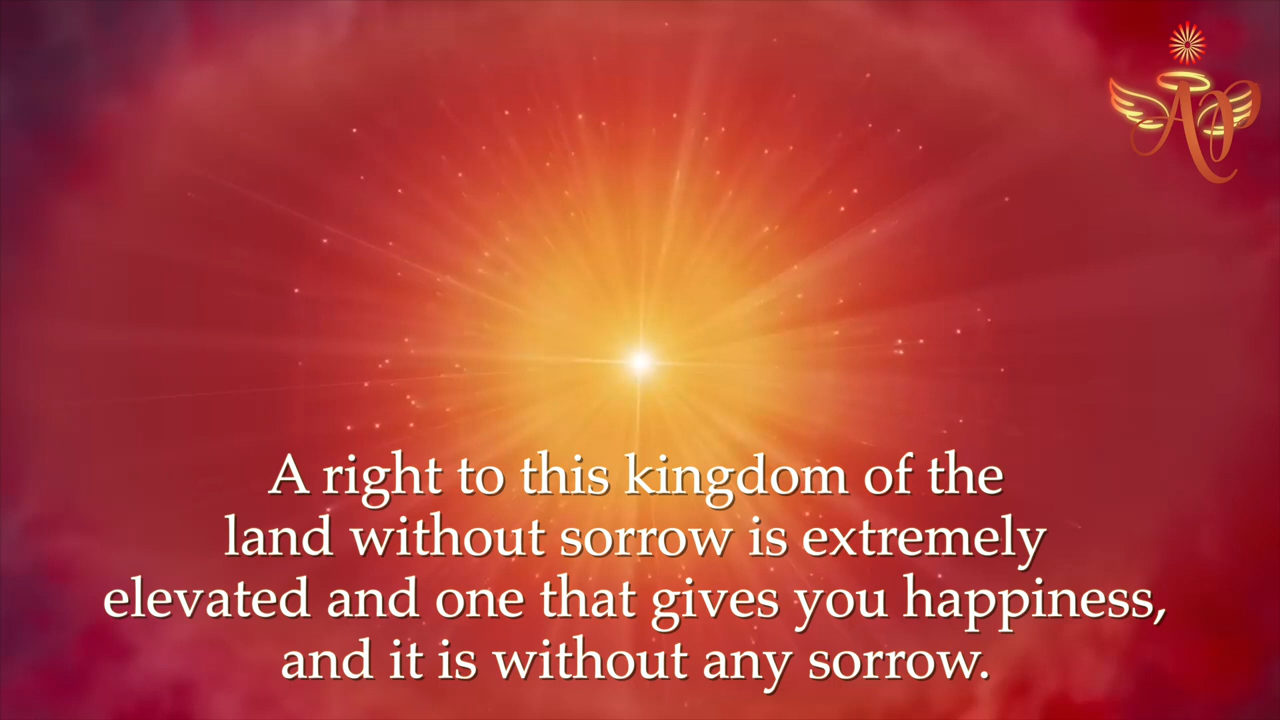 AP
A right to this kingdom of the
land without sorrow is extremely
elevated and one that gives you happiness,
and it is without any sorrow.